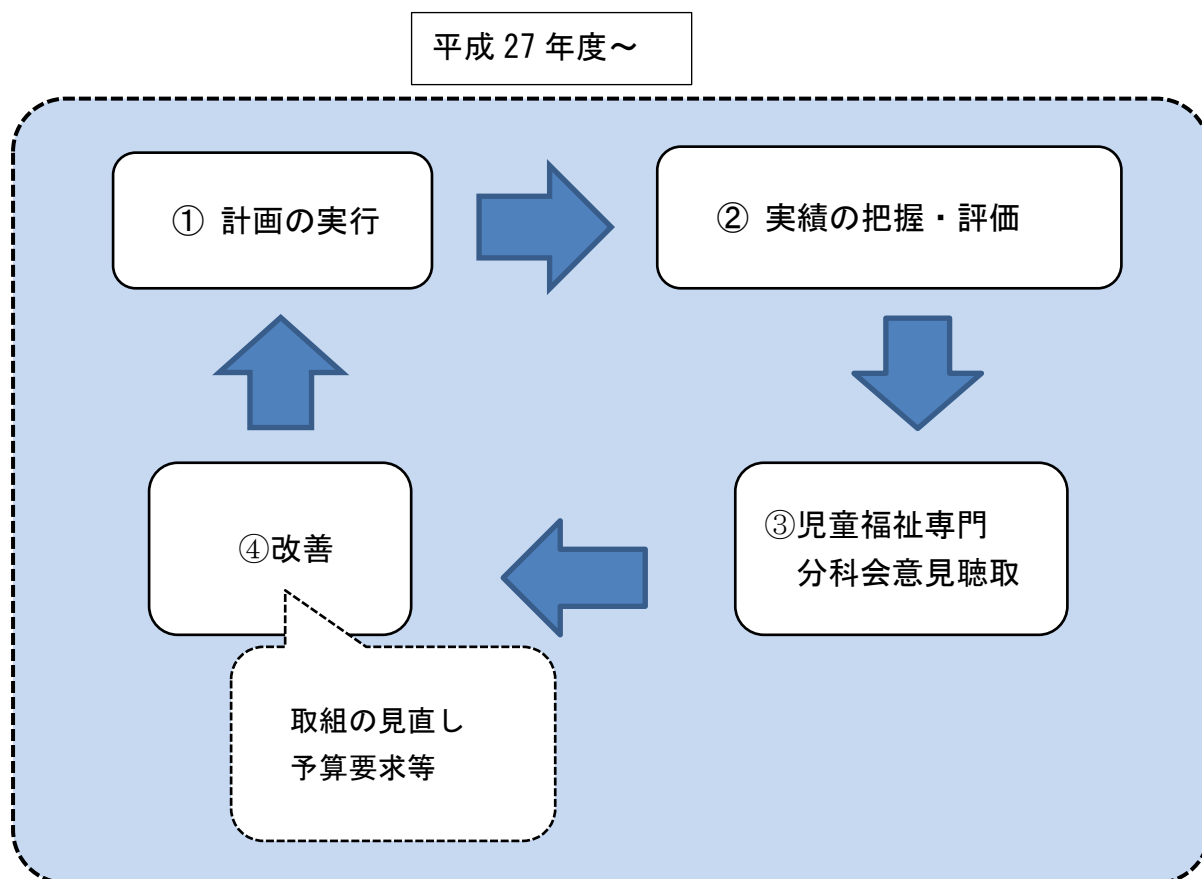 平成 27 年度～
① 計画の実行
② 実績の把握・評価
③児童福祉専門
分科会意見聴取
④改善
取組の見直し
予算要求等